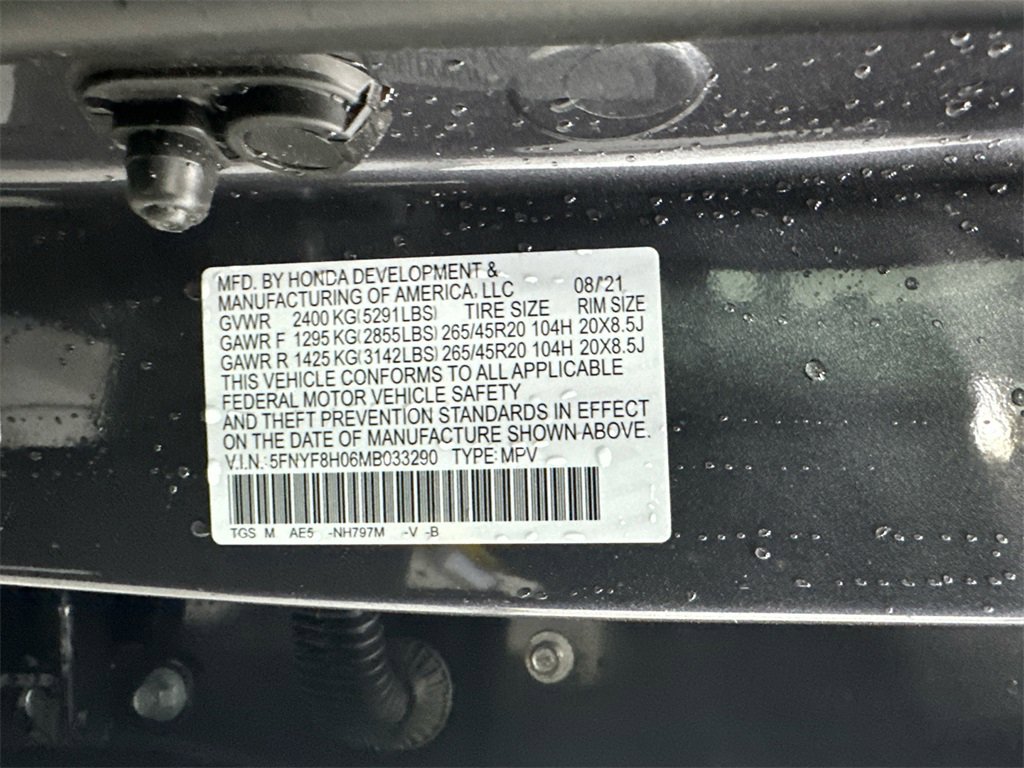 MFD. BY HONDA DEVELOPMENT &
MANUFACTURING OF AMERICA, LLC 08/'21
GVWR 2400 KG(5291LBS) TIRE SIZE RIM SIZE
GAWR F 1295 KG(2855LBS) 265/45R20 104H 20X8.5J
GAWR R 1425 KG(3142LBS) 265/45R20 104H 20X8.5J
THIS VEHICLE CONFORMS TO ALL APPLICABLE
FEDERAL MOTOR VEHICLE SAFETY
AND THEFT PREVENTION STANDARDS IN EFFECT
ON THE DATE OF MANUFACTURE SHOWN ABOVE.
V.I.N.: 5FNYF8H06MB033290 TYPE: MPV
TGS M AE5 -NH797M -V -B